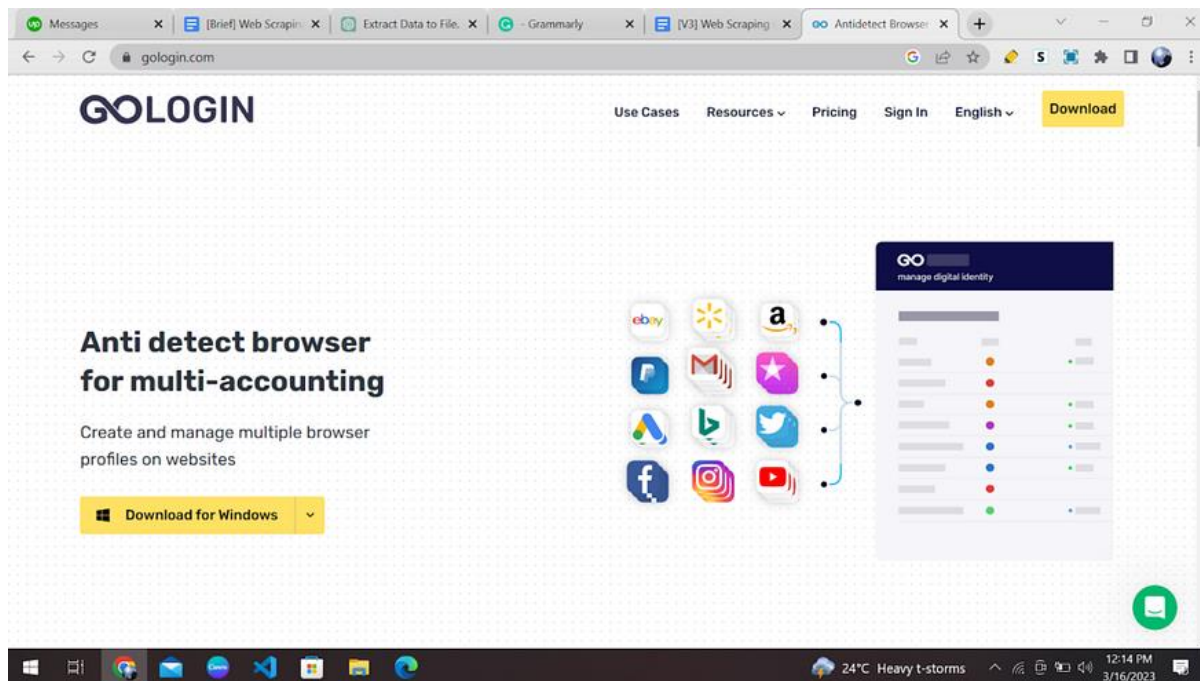 Messages
[Brief] Web Scrapin
Extract Data to File.
- Grammarly
[V3] Web Scraping
Antidetect Browser
gologin.com
GOLOGIN
Use Cases
Resources
Pricing
Sign In
English
Download
GO
manage digital identity
ebay
a
Anti detect browser
for multi-accounting
Create and manage multiple browser
profiles on websites
Download for Windows
24°C Heavy t-storms
12:14 PM
3/16/2023